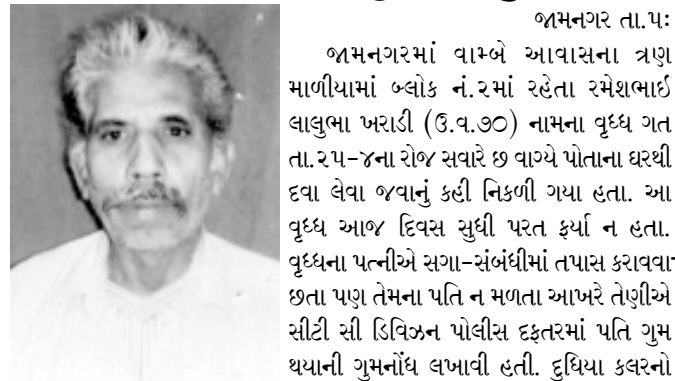 જામનગર તા.૫ઃ
જામનગરમાં વામ્બે આવાસના ત્રણ
માળીયામાં બ્લોક નં.૨માં રહેતા રમેશભાઇ
લાલુભા ખરાડી (ઉ.વ.૭૦) નામના વૃધ્ધ ગત
તા.૨૫-૪ના રોજ સવારે છ વાગ્યે પોતાના ઘરથી
દવા લેવા જવાનું કહી નિકળી ગયા હતા. આ
વૃધ્ધ આજ દિવસ સુધી પરત ફર્યા ન હતા.
વૃધ્ધના પત્નીએ સગા-સંબંધીમાં તપાસ કરાવવા
છતા પણ તેમના પતિ ન મળતા આખરે તેણીએ
સીટી સી ડિવિઝન પોલીસ દફતરમાં પતિ ગુમ
થયાની ગુમનોંધ લખાવી હતી. દુધિયા કલરનો